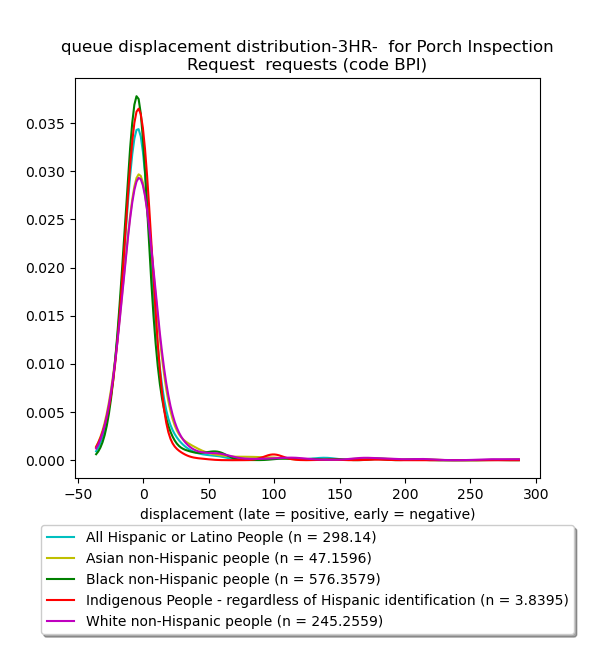 queue displacement distribution-3HR-  for Porch Inspection
Request  requests (code BPI)
0.035
0.030
0.025
0.020
0.015
0.010
0.005
0.000
−50 0 50 100 150 200 250 300
displacement (late = positive, early = negative)
All Hispanic or Latino People (n = 298.14)
Asian non-Hispanic people (n = 47.1596)
Black non-Hispanic people (n = 576.3579)
Indigenous People - regardless of Hispanic identification (n = 3.8395)
White non-Hispanic people (n = 245.2559)